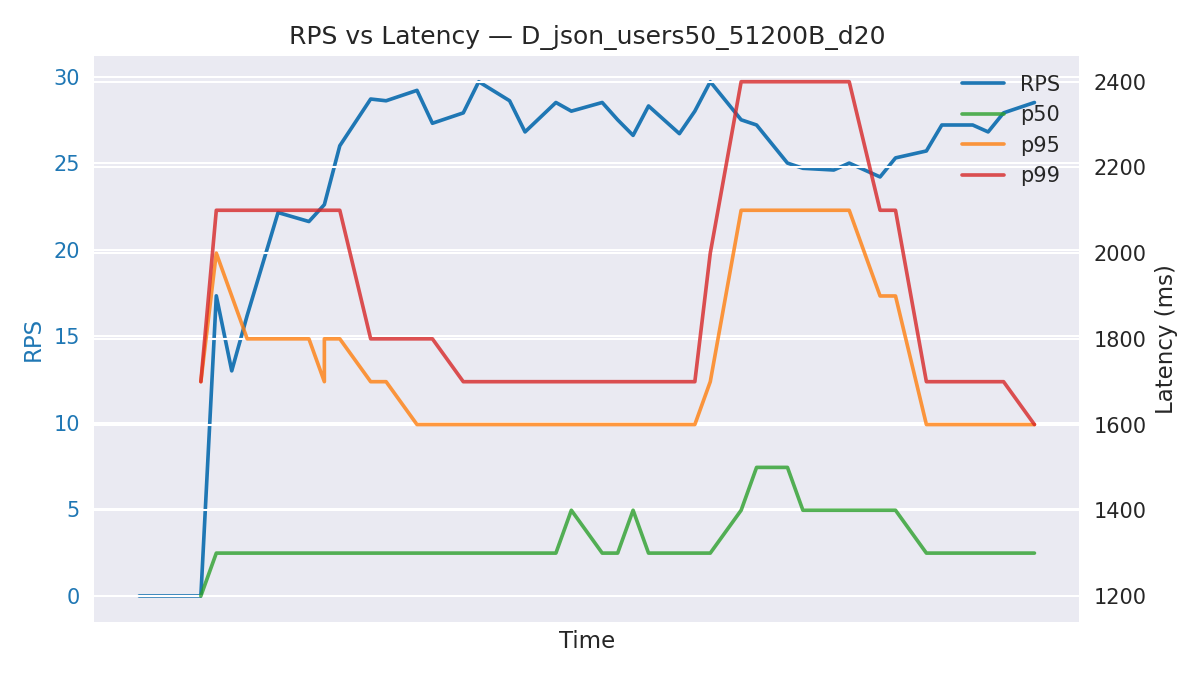 RPS vs Latency — D_json_users50_51200B_d20
30
25
20
15
10
5
0
RPS
2400
2200
2000
1800
1600
1400
1200
Latency (ms)
RPS
p50
p95
p99
Time